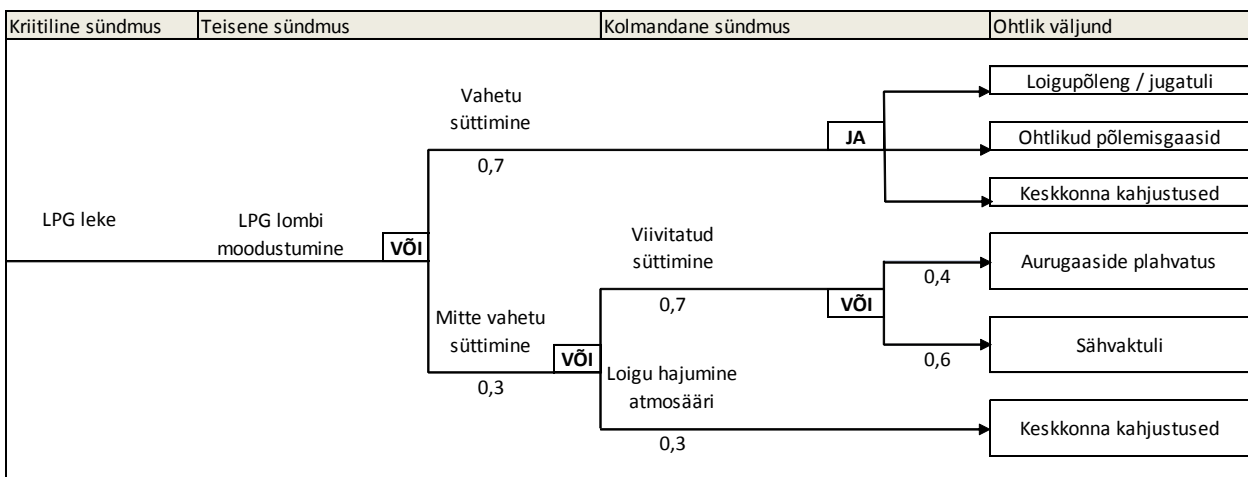 Kriitiline sündmus
Teisene sündmus
Kolmandane sündmus
Ohtlik väljund
Vahetu
süttimine
0,7
JA
Loigupõleng / jugatuli
Ohtlikud põlemisgaasid
Keskkonna kahjustused
LPG leke
LPG lombi
moodustumine
VÕI
Viivitatud
süttimine
0,7
VÕI
0,4
Aurugaaside plahvatus
0,6
Sähvaktuli
Mitte vahetu
süttimine
0,3
VÕI
Loigu hajumine
atmosääri
0,3
Keskkonna kahjustused